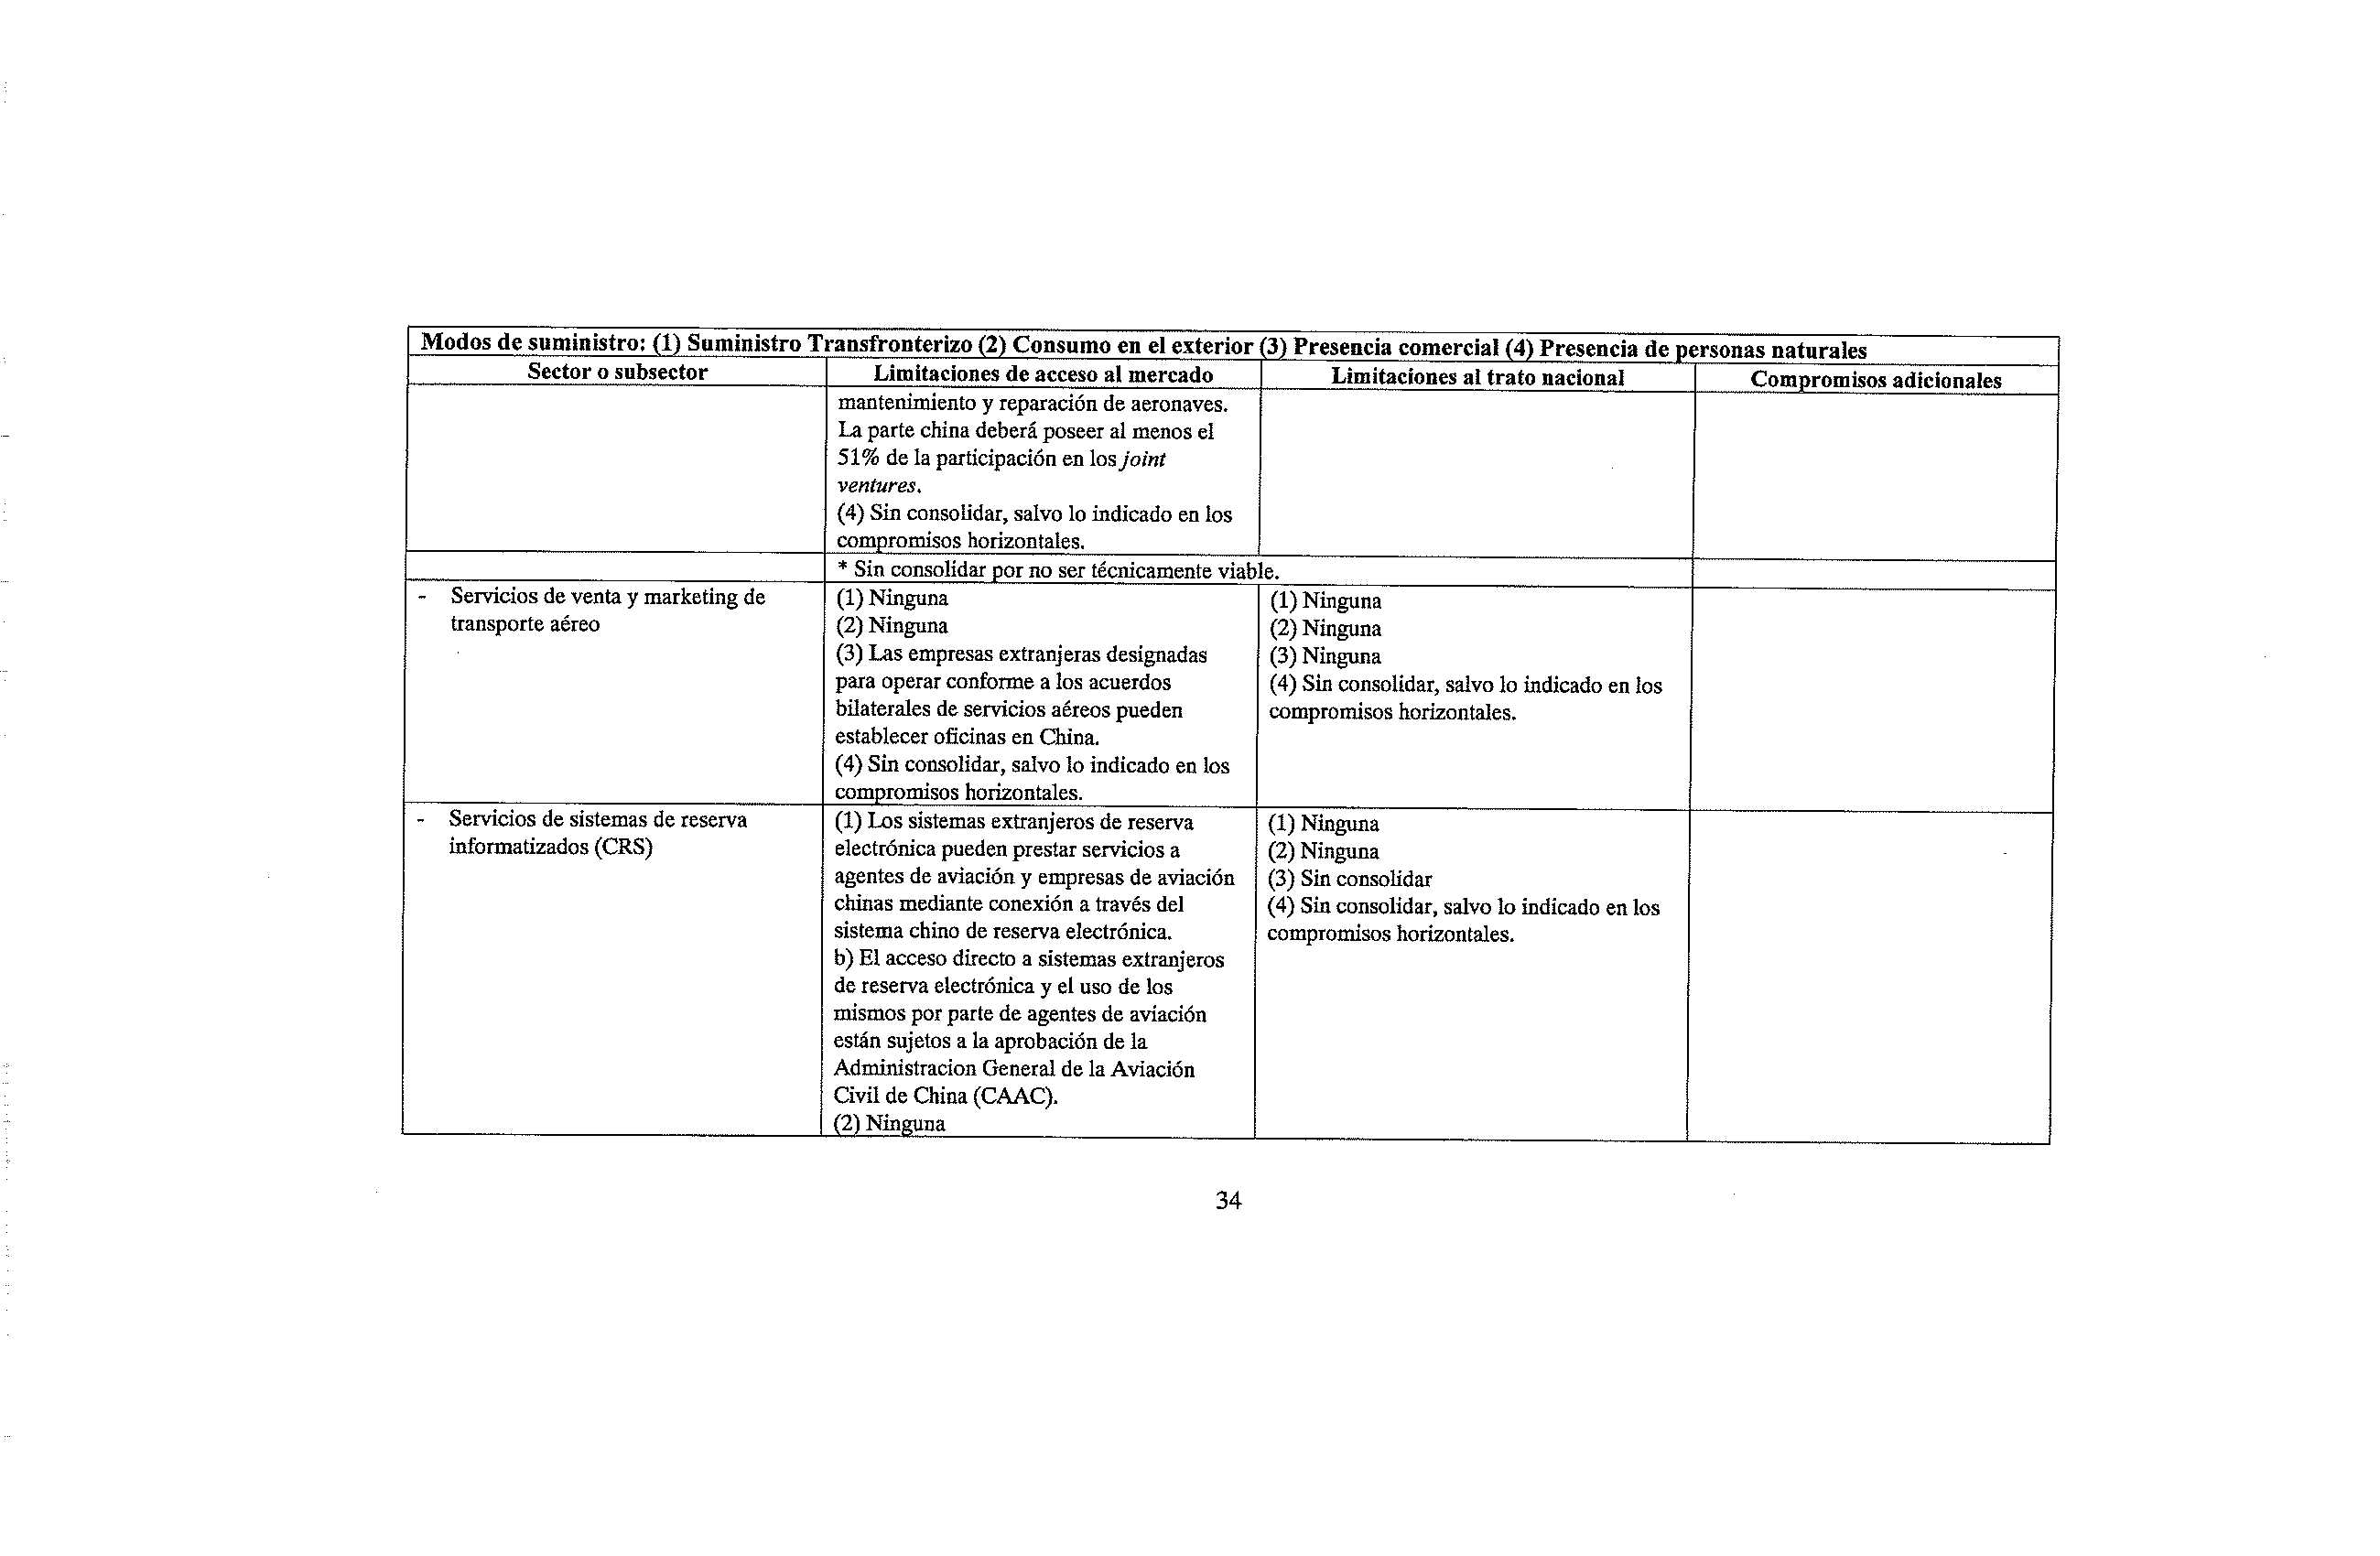 Modos de suministro: (1) Suministro Transfronterizo (2) Consumo en el exterior (3) Presencia comercial (4) Presencia de personas naturales
Sector o subsector
Limitaciones de acceso al mercado
Limitaciones al trato nacional
Compromisos adicionales
mantenimiento y reparación de aeronaves.
La parte china deberá poseer al menos el
51% de la participación en los joint
ventures.
(4) Sin consolidar, salvo lo indicado en los
compromisos horizontales.
* Sin consolidar por no ser técnicamente viable.
- Servicios de venta y marketing de
transporte aéreo
(1) Ninguna
(2) Ninguna
(3) Las empresas extranjeras designadas
para operar conforme a los acuerdos
bilaterales de servicios aéreos pueden
establecer oficinas en China.
(4) Sin consolidar, salvo lo indicado en los
compromisos horizontales.
(1) Ninguna
(2) Ninguna
(3) Ninguna
(4) Sin consolidar, salvo lo indicado en los
compromisos horizontales.
- Servicios de sistemas de reserva
informatizados (CRS)
(1) Los sistemas extranjeros de reserva
electrónica pueden prestar servicios a
agentes de aviación y empresas de aviación
chinas mediante conexión a través del
sistema chino de reserva electrónica.
b) El acceso directo a sistemas extranjeros
de reserva electrónica y el uso de los
mismos por parte de agentes de aviación
están sujetos a la aprobación de la
Administracion General de la Aviación
Civil de China (CAAC).
(2) Ninguna
(1) Ninguna
(2) Ninguna
(3) Sin consolidar
(4) Sin consolidar, salvo lo indicado en los
compromisos horizontales.
34